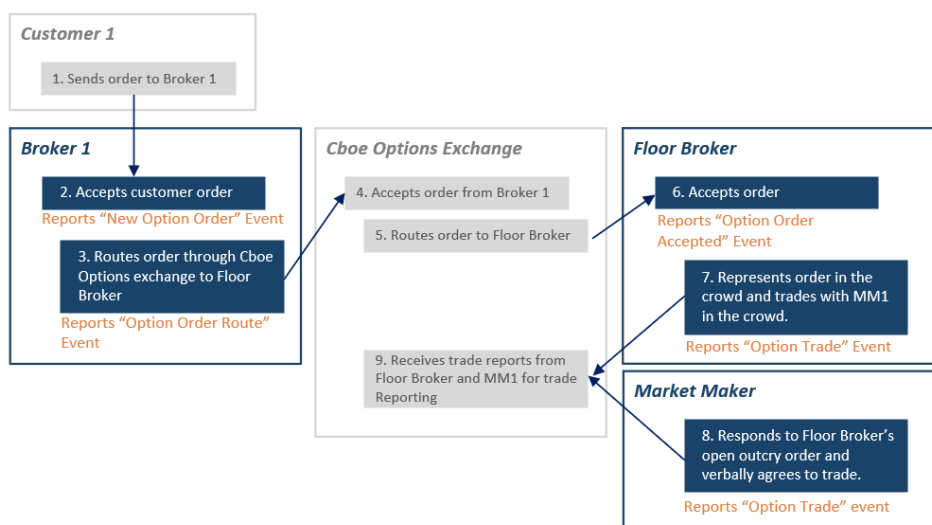 Customer 1
1. Sends order to Broker 1
Broker 1
2. Accepts customer order
Reports “New Option Order” Event
3. Routes order through Cboe
Options exchange to Floor
Broker
Reports “Option Order Route”
Event
Cboe Options Exchange
4. Accepts order from Broker 1
5. Routes order to Floor Broker
9. Receives trade reports from
Floor Broker and MM1 for trade
Reporting
Floor Broker
6. Accepts order
Reports “Option Order
Accepted” Event
7. Represents order in the
crowd and trades with MM1
in the crowd.
Reports “Option Trade” Event
Market Maker
8. Responds to Floor Broker’s
open outcry order and
verbally agrees to trade.
Reports “Option Trade” event